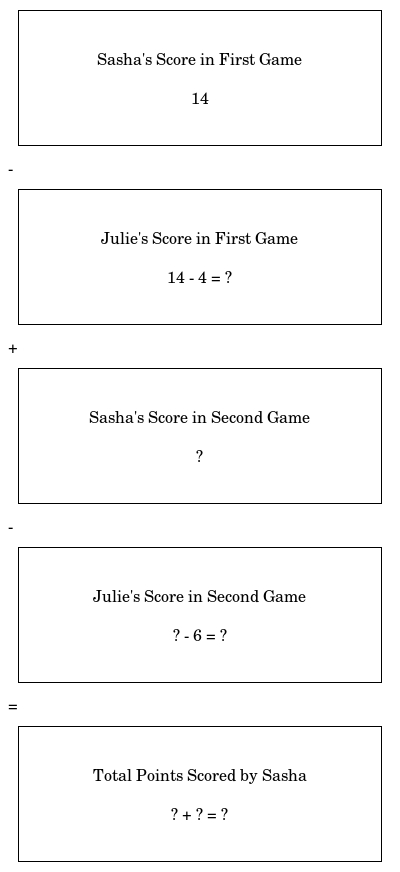 Sasha's Score in First Game
14
-
Julie's Score in First Game
14 - 4 = ?
+
Sasha's Score in Second Game
?
-
Julie's Score in Second Game
? - 6 = ?
=
Total Points Scored by Sasha
? + ? = ?